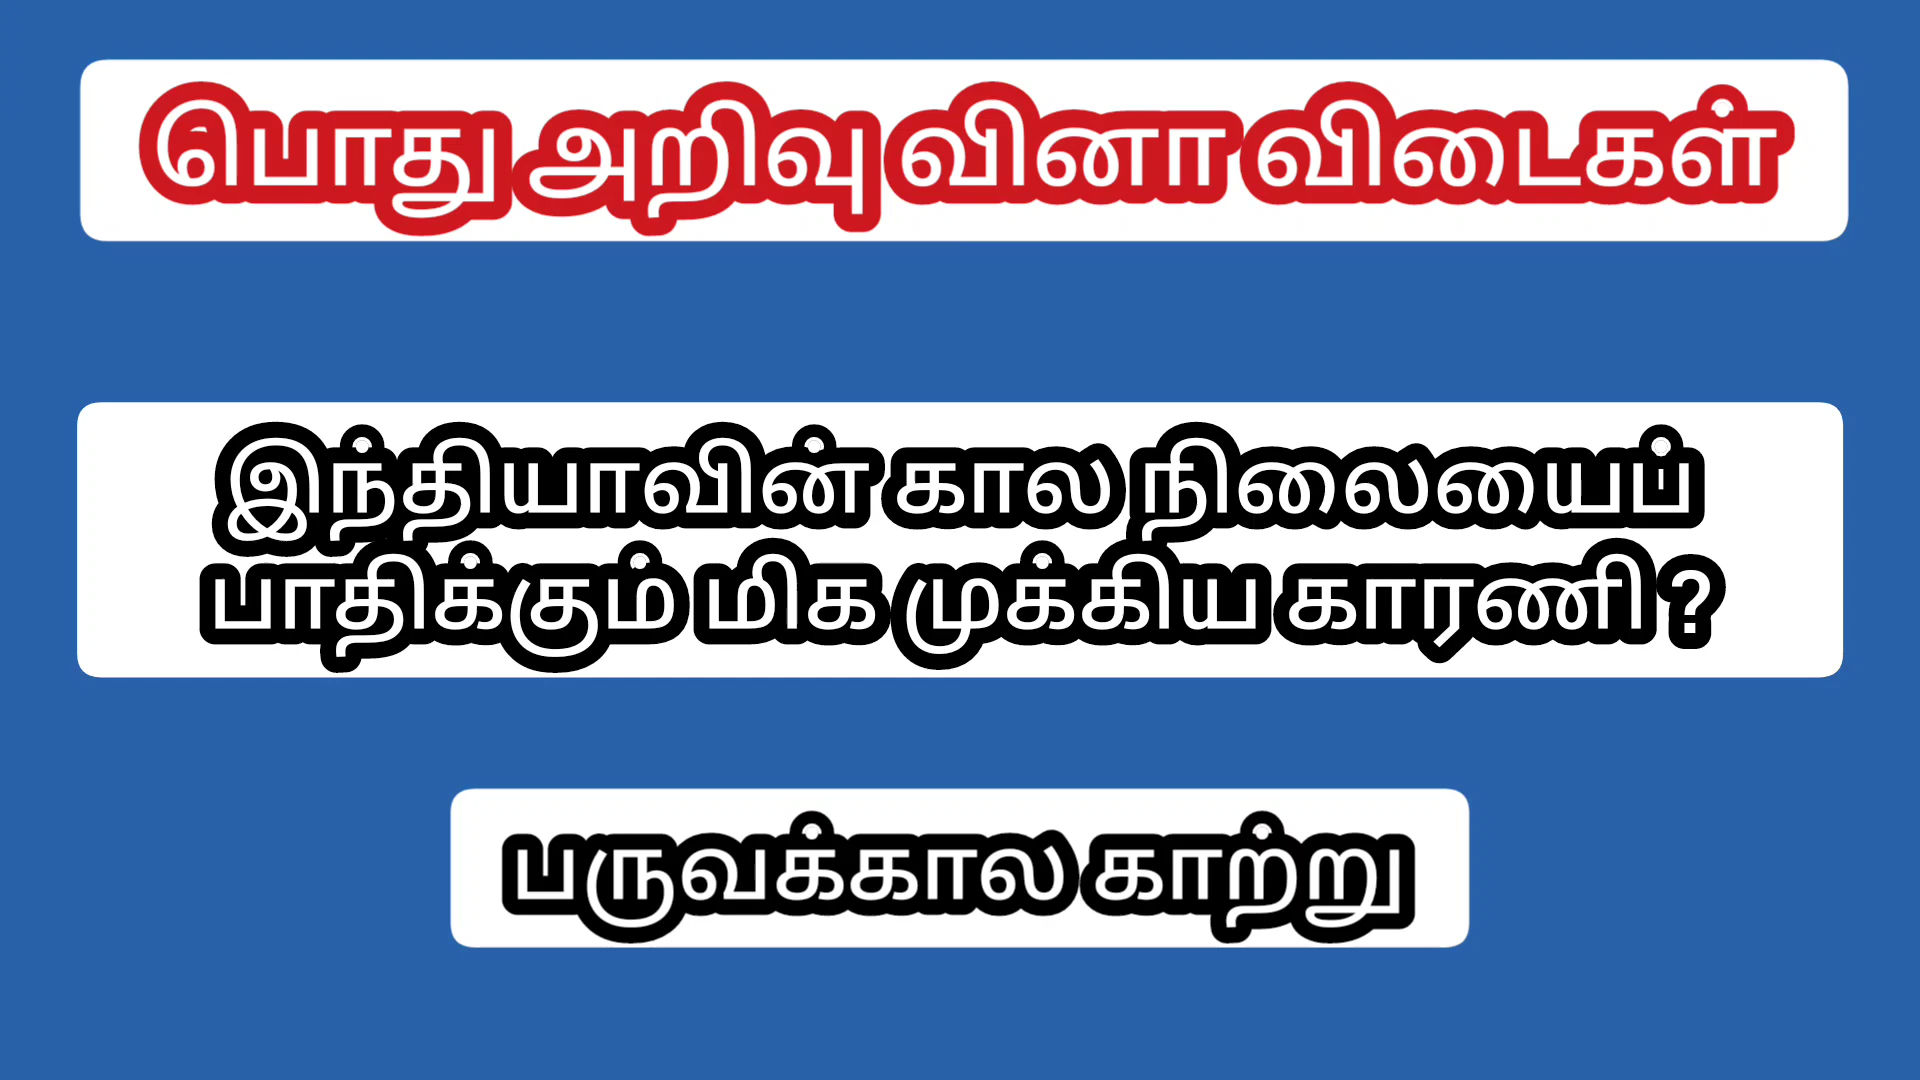 பொது அறிவு வினா விடைகள்
இந்தியாவின் கால நிலையைப்
பாதிக்கும் மிக முக்கிய காரணி ?
பருவக்கால காற்று